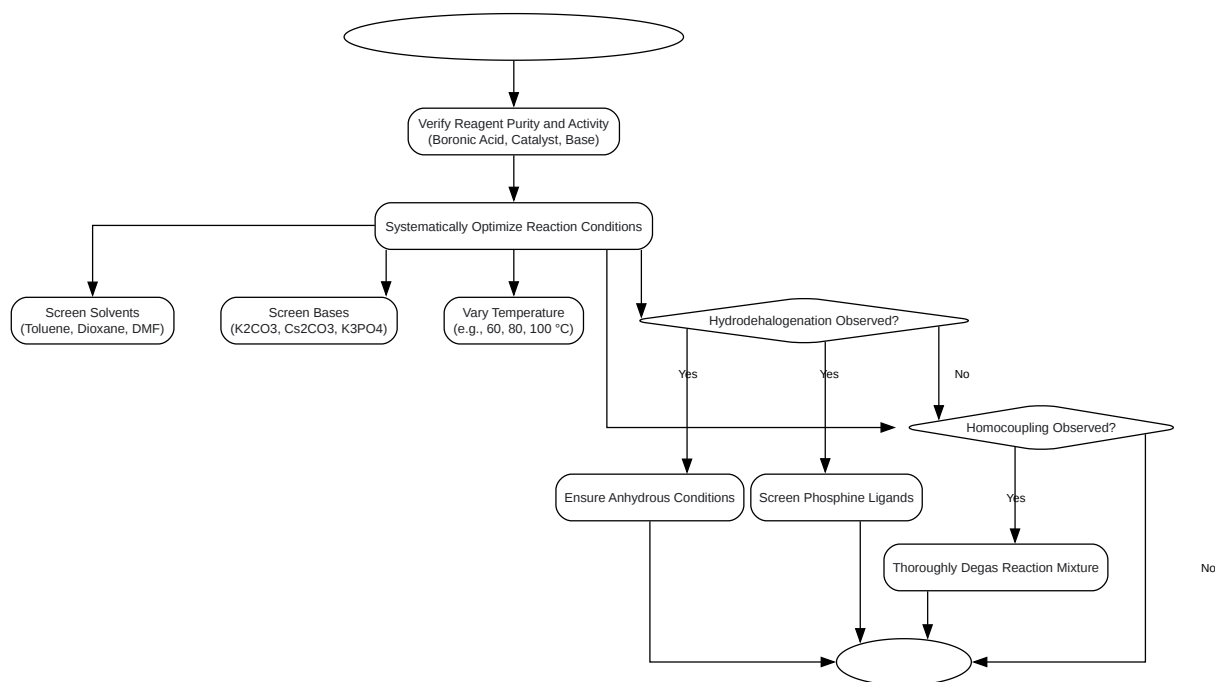 Verify Reagent Purity and Activity
(Boronic Acid, Catalyst, Base)
Systematically Optimize Reaction Conditions
Screen Solvents
(Toluene, Dioxane, DMF)
Screen Bases
(K2CO3, Cs2CO3, K3PO4)
Vary Temperature
(e.g., 60, 80, 100 °C)
Hydrodehalogenation Observed?
Yes
Yes
No
Homocoupling Observed?
Ensure Anhydrous Conditions
Screen Phosphine Ligands
Yes
Thoroughly Degas Reaction Mixture
No